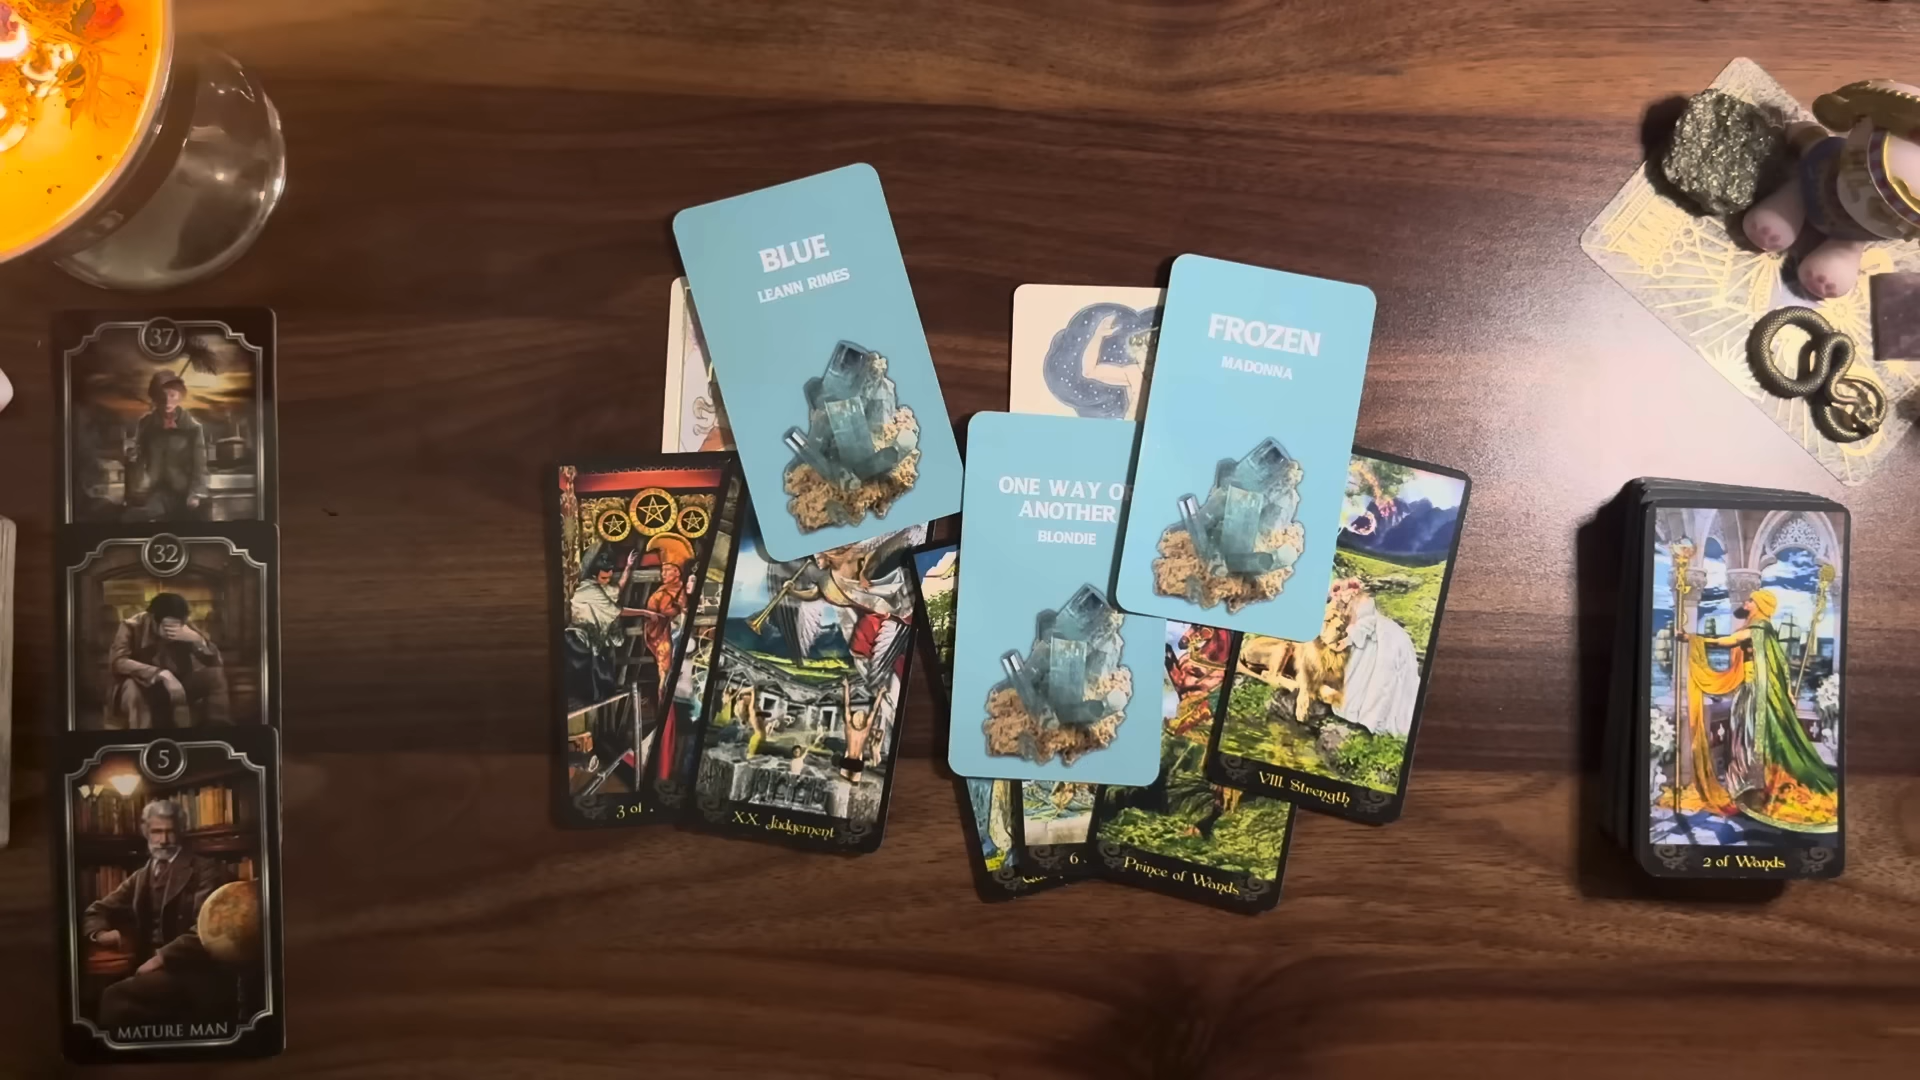 37
32
5
MATURE MAN
BLUE
LEANN RIMES
3 of
XX. Judgement
ONE WAY O
ANOTHER
BLONDIE
6
Prince of Wands
FROZEN
MADONNA
VIII. Strength
2 of Wands